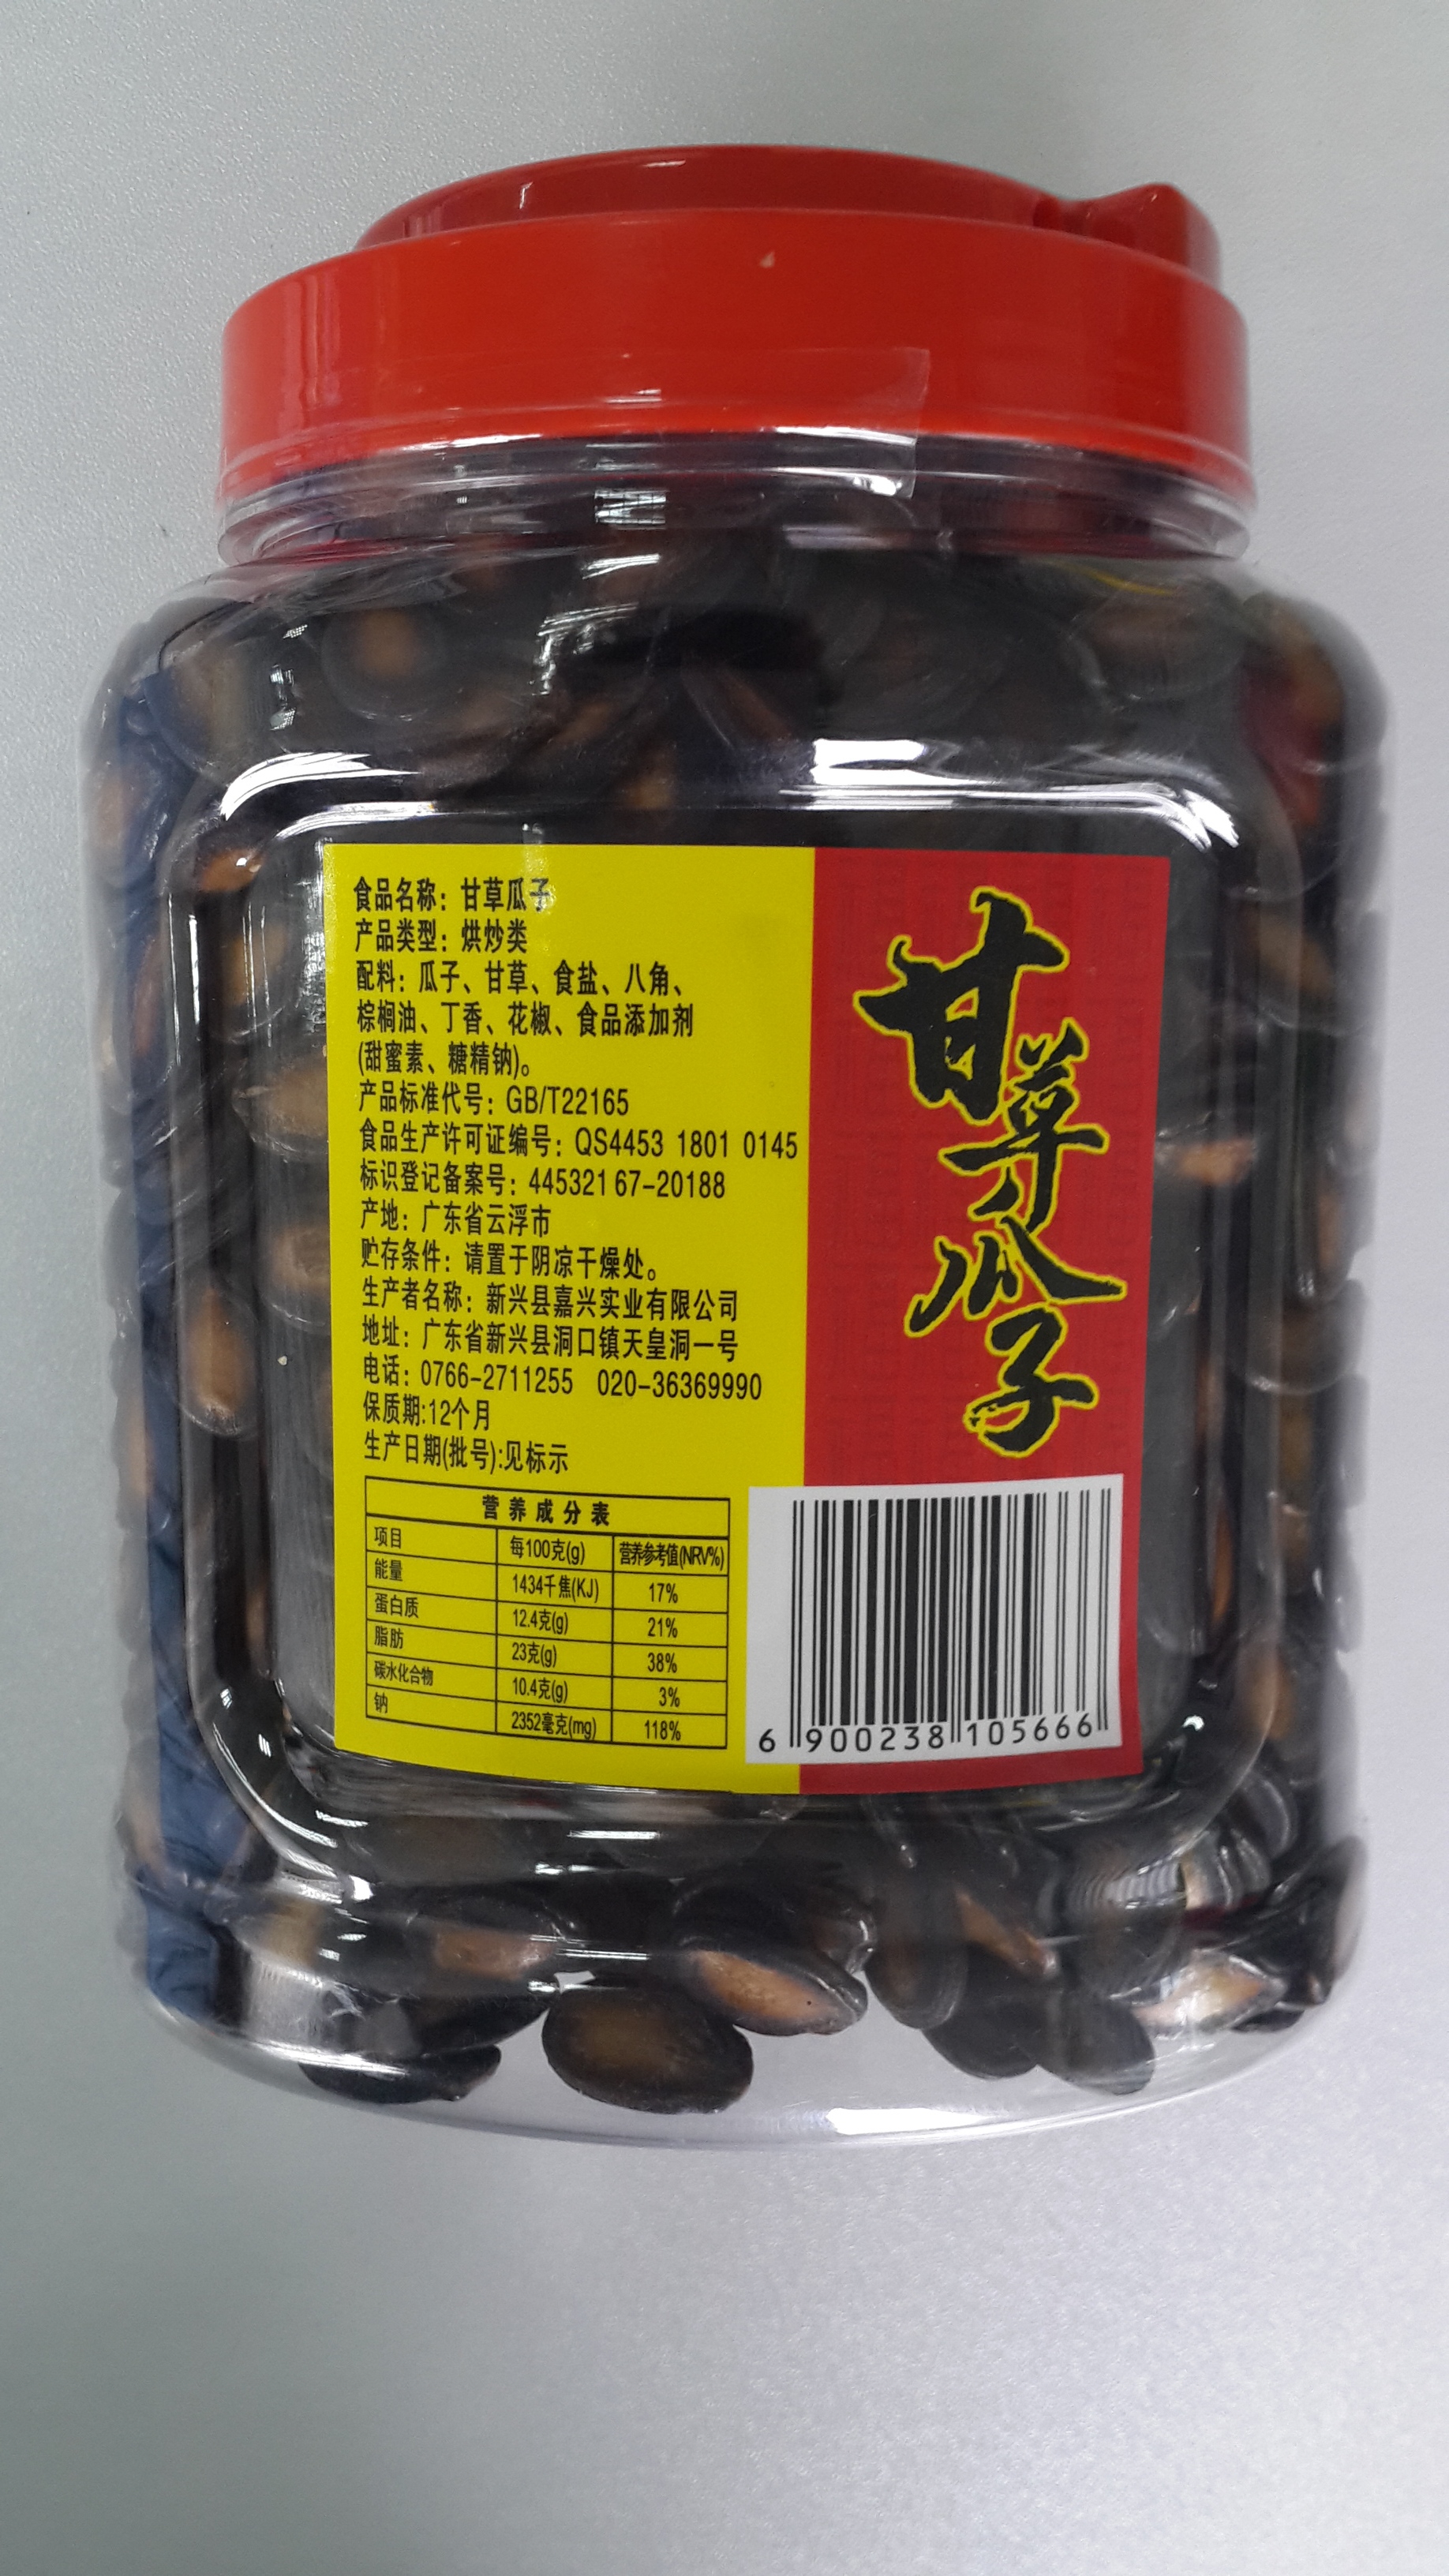 食品名称：甘草瓜子
产品类型：烘炒类
配料：瓜子、甘草、食盐、八角、
棕榈油、丁香、花椒、食品添加剂
(甜蜜素、糖精钠)。
产品标准代号：GB/T22165
食品生产许可证编号：QS4453 1801 0145
标识登记备案号：445321 67-20188
产地：广东省云浮市
贮存条件：请置于阴凉干燥处。
生产者名称：新兴县嘉兴实业有限公司
地址：广东省新兴县洞口镇天皇洞一号
电话：0766-2711255 020-36369990
保质期:12个月
生产日期(批号):见标示
营养成分表
项目 每100克(g) 营养参考值(NRV%)
能量 1434千焦(KJ) 17%
蛋白质 12.4克(g) 21%
脂肪 23克(g) 38%
碳水化合物 10.4克(g) 3%
钠 2352毫克(mg) 118%
甘草瓜子
6 900238 105666